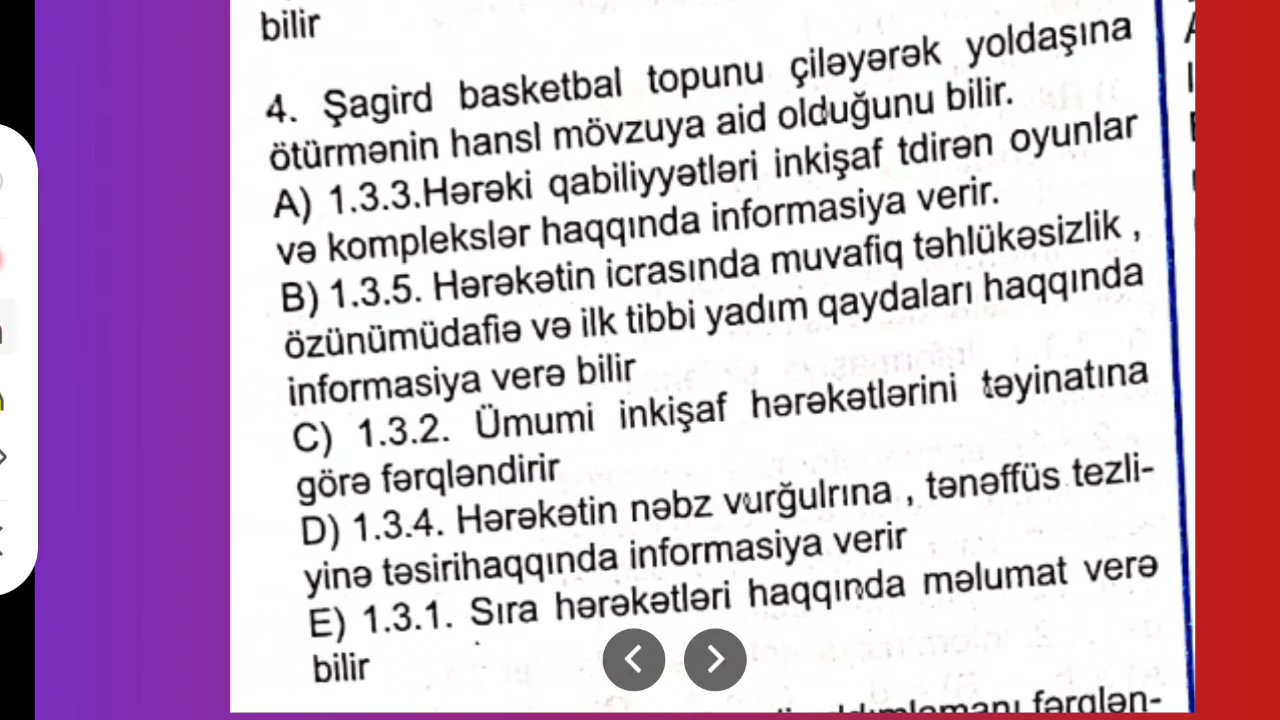 bilir
4. Şagird basketbal topunu çiləyərək yoldaşına
ötürmənin hansl mövzuya aid olduğunu bilir.
A) 1.3.3.Hərəki qabiliyyətləri inkişaf tdirən oyunlar
və komplekslər haqqında informasiya verir.
B) 1.3.5. Hərəkətin icrasında muvafiq təhlükəsizlik ,
özünümüdafiə və ilk tibbi yadım qaydaları haqqında
informasiya verə bilir
C) 1.3.2. Ümumi inkişaf hərəkətlərini təyinatına
görə fərqləndirir
D) 1.3.4. Hərəkətin nəbz vurğulrına , tənəffüs tezli-
yinə təsirihaqqında informasiya verir
E) 1.3.1. Sıra hərəkətləri haqqında məlumat verə
bilir
fərqlən-